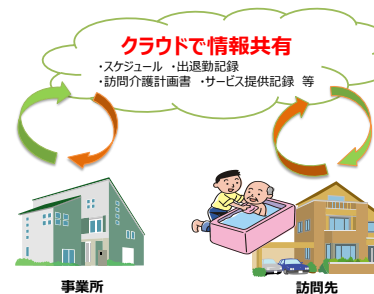 クラウドで情報共有
・スケジュール ・出退勤記録
・訪問介護計画書 ・サービス提供記録 等
事業所
訪問先